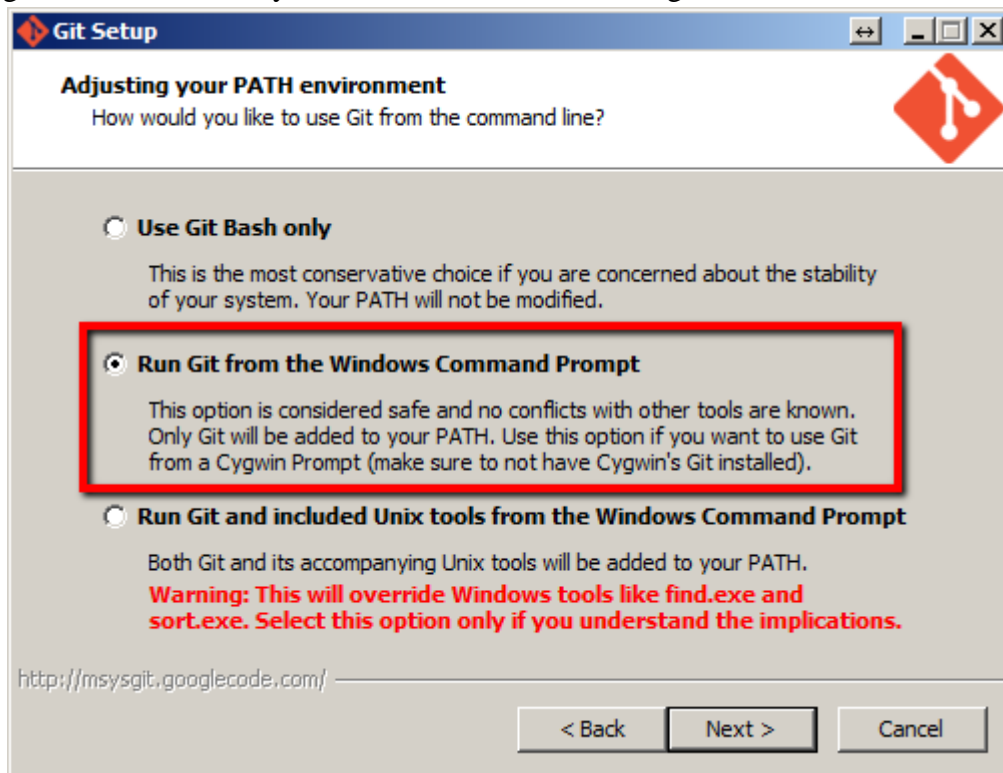 Git Setup
Adjusting your PATH environment
How would you like to use Git from the command line?
Use Git Bash only
This is the most conservative choice if you are concerned about the stability
of your system. Your PATH will not be modified.
Run Git from the Windows Command Prompt
This option is considered safe and no conflicts with other tools are known.
Only Git will be added to your PATH. Use this option if you want to use Git
from a Cygwin Prompt (make sure to not have Cygwin's Git installed).
Run Git and included Unix tools from the Windows Command Prompt
Both Git and its accompanying Unix tools will be added to your PATH.
Warning: This will override Windows tools like find.exe and
sort.exe. Select this option only if you understand the implications.
http://msysgit.googlecode.com/
< Back Next > Cancel